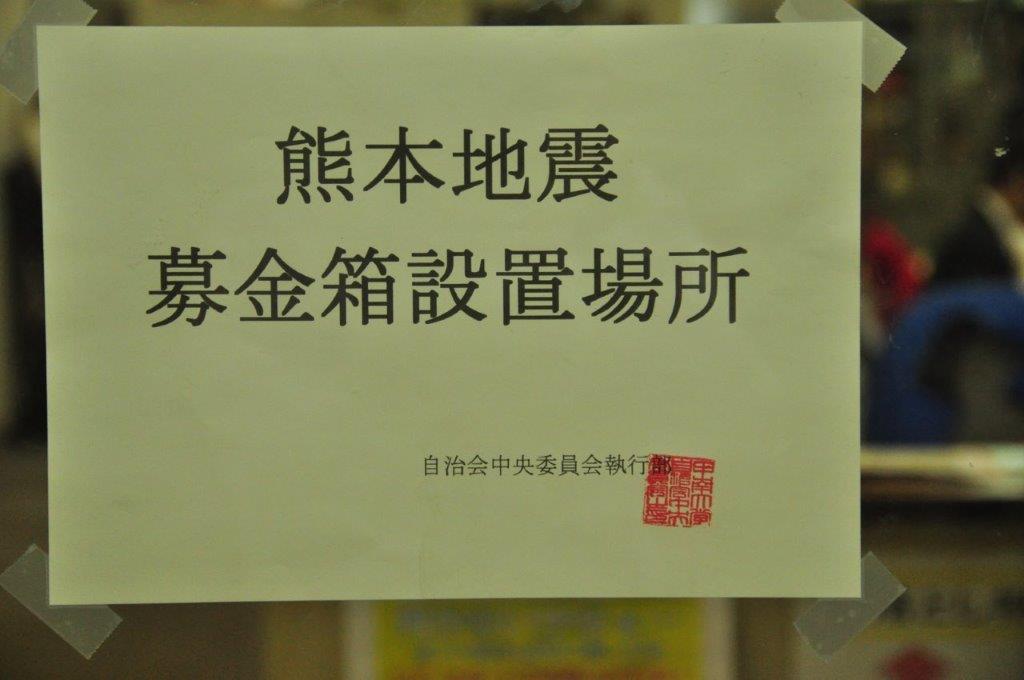 熊本地震
募金箱設置場所
自治会中央委員会執行部